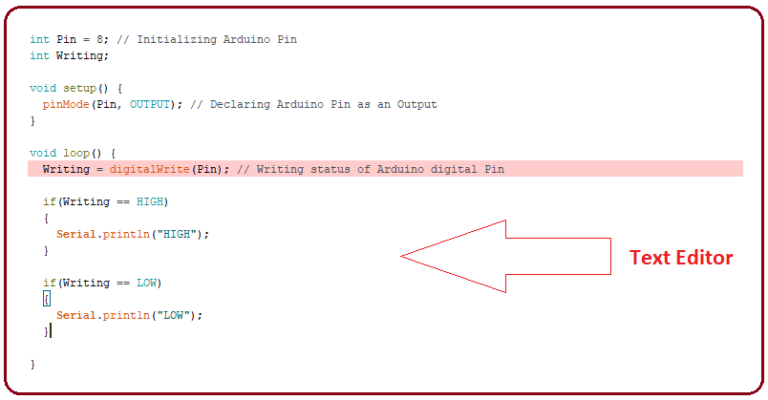 int Pin = 8; // Initializing Arduino Pin
int Writing;
void setup() {
pinMode(Pin, OUTPUT); // Declaring Arduino Pin as an Output
}
void loop() {
Writing = digitalWrite(Pin); // Writing status of Arduino digital Pin
if(Writing == HIGH)
{
Serial.println("HIGH");
}
Text Editor
if(Writing == LOW)
{
Serial.println("LOW");
}
}